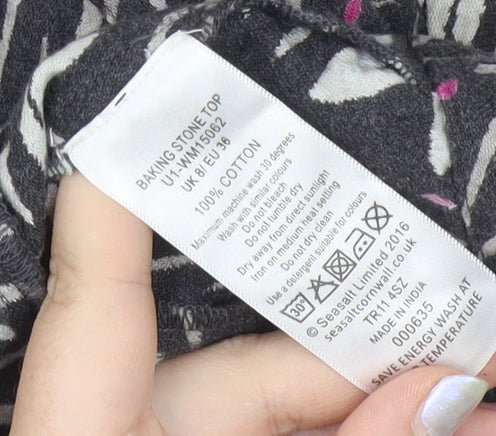 BAKING STONE TOP
U1-WM15062
UK 8/ EU 36
100% COTTON
Maximum machine wash 30 degrees
Wash with similar colours
Do not bleach
Do not tumble dry
Dry away from direct sunlight
Iron on medium heat setting
Do not dry clean
Use a detergent suitable for colours
30°
© Seasalt Limited 2016
seasaltcornwall.co.uk
TR11 4SZ
MADE IN INDIA
000635
SAVE ENERGY WASH AT
TEMPERATURE